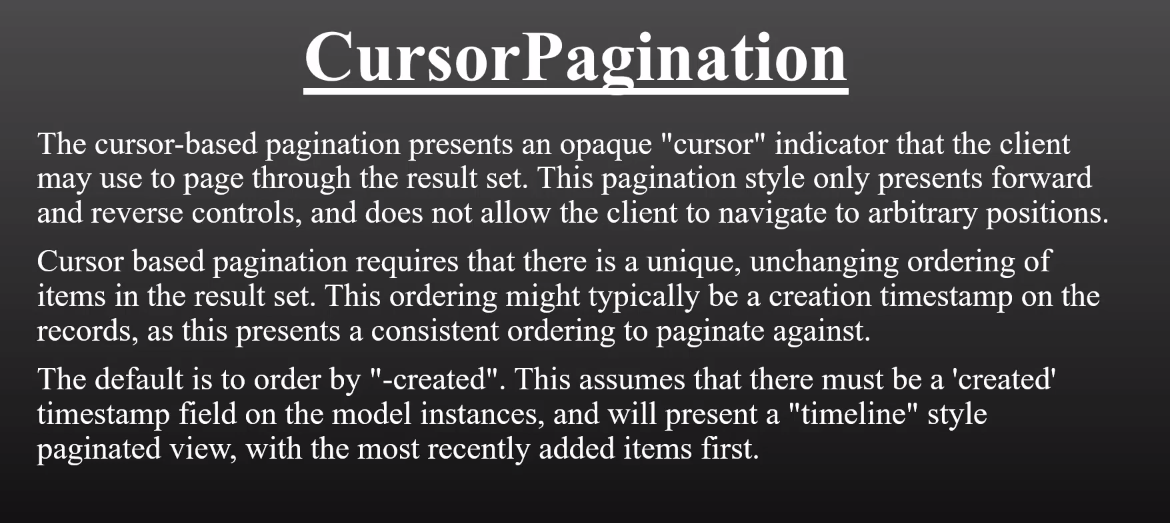 CursorPagination
The cursor-based pagination presents an opaque "cursor" indicator that the client
may use to page through the result set. This pagination style only presents forward
and reverse controls, and does not allow the client to navigate to arbitrary positions.
Cursor based pagination requires that there is a unique, unchanging ordering of
items in the result set. This ordering might typically be a creation timestamp on the
records, as this presents a consistent ordering to paginate against.
The default is to order by "-created". This assumes that there must be a 'created'
timestamp field on the model instances, and will present a "timeline" style
paginated view, with the most recently added items first.